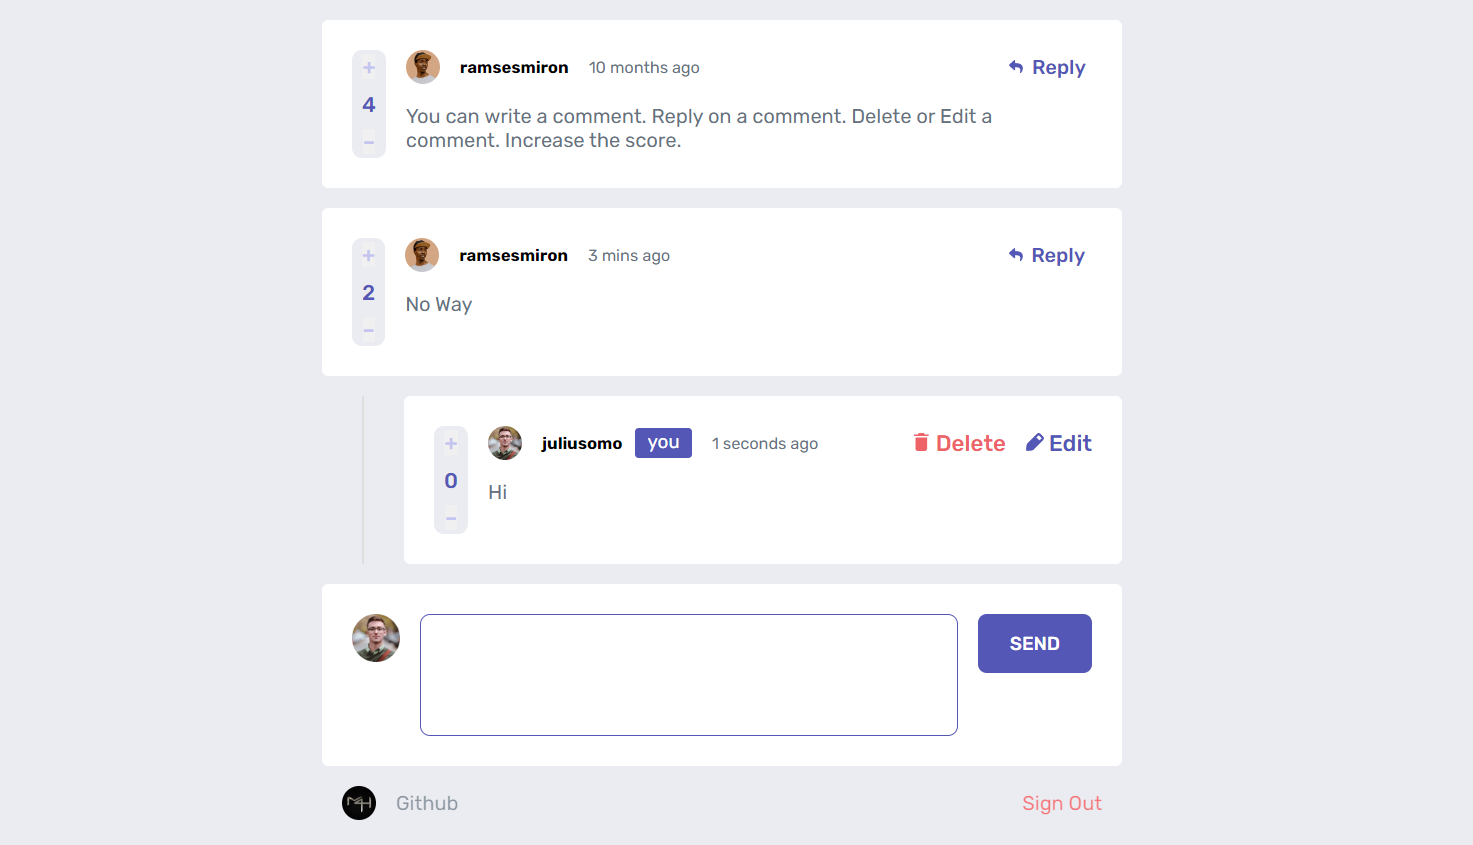 ramsesmiron 10 months ago Reply
+
4
You can write a comment. Reply on a comment. Delete or Edit a
comment. Increase the score.
-
ramsesmiron 3 mins ago Reply
+
2
No Way
-
juliusomo you 1 seconds ago Delete Edit
+
0
Hi
-
SEND
MH Github Sign Out